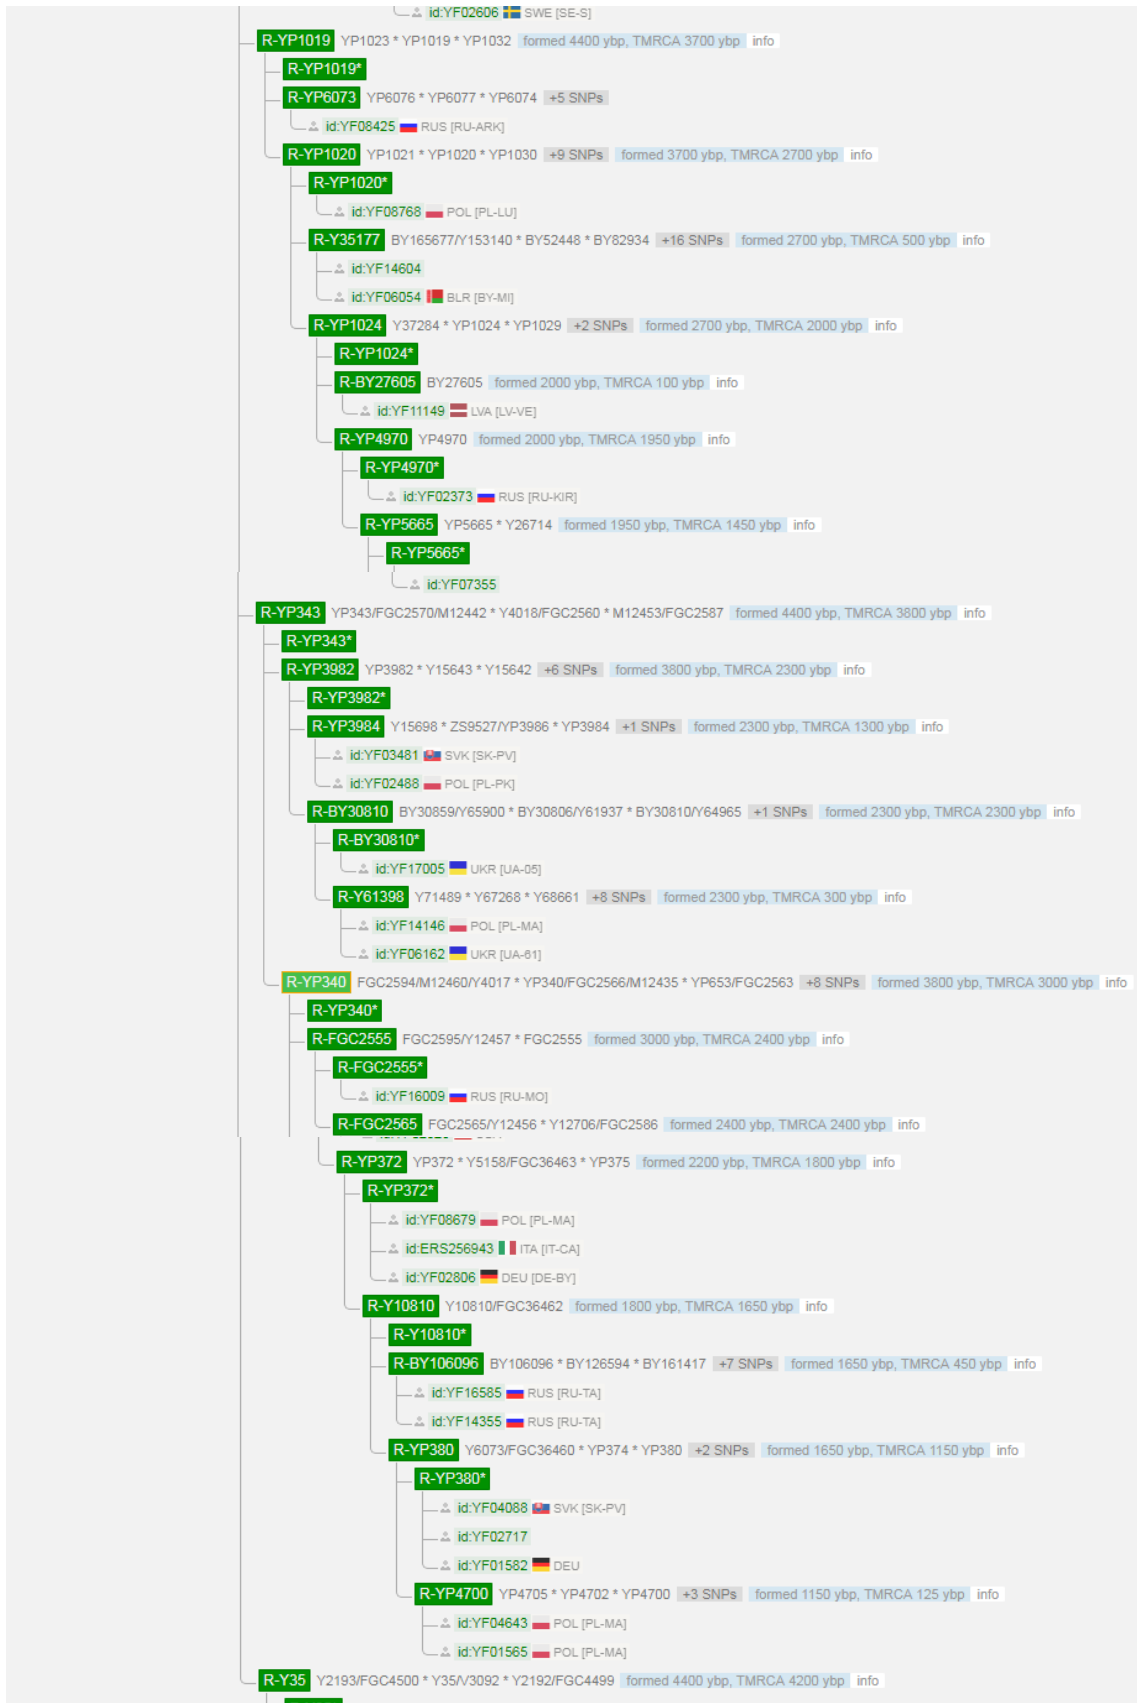 id:YF02606 SWE [SE-S]
R-YP1019 YP1023 * YP1019 * YP1032 formed 4400 ybp, TMRCA 3700 ybp info
R-YP1019*
R-YP6073 YP6076 * YP6077 * YP6074 +5 SNPs
id:YF08425 RUS [RU-ARK]
R-YP1020 YP1021 * YP1020 * YP1030 +9 SNPs formed 3700 ybp, TMRCA 2700 ybp info
R-YP1020*
id:YF08768 POL [PL-LU]
R-Y35177 BY165677/Y153140 * BY52448 * BY82934 +16 SNPs formed 2700 ybp, TMRCA 500 ybp info
id:YF14604
id:YF06054 BLR [BY-MI]
R-YP1024 Y37284 * YP1024 * YP1029 +2 SNPs formed 2700 ybp, TMRCA 2000 ybp info
R-YP1024*
R-BY27605 BY27605 formed 2000 ybp, TMRCA 100 ybp info
id:YF11149 LVA [LV-VE]
R-YP4970 YP4970 formed 2000 ybp, TMRCA 1950 ybp info
R-YP4970*
id:YF02373 RUS [RU-KIR]
R-YP5665 YP5665 * Y26714 formed 1950 ybp, TMRCA 1450 ybp info
R-YP5665*
id:YF07355
R-YP343 YP343/FGC2570/M12442 * Y4018/FGC2560 * M12453/FGC2587 formed 4400 ybp, TMRCA 3800 ybp info
R-YP343*
R-YP3982 YP3982 * Y15643 * Y15642 +6 SNPs formed 3800 ybp, TMRCA 2300 ybp info
R-YP3982*
R-YP3984 Y15698 * ZS9527/YP3986 * YP3984 +1 SNPs formed 2300 ybp, TMRCA 1300 ybp info
id:YF03481 SVK [SK-PV]
id:YF02488 POL [PL-PK]
R-BY30810 BY30859/Y65900 * BY30806/Y61937 * BY30810/Y64965 +1 SNPs formed 2300 ybp, TMRCA 2300 ybp info
R-BY30810*
id:YF17005 UKR [UA-05]
R-Y61398 Y71489 * Y67268 * Y68661 +8 SNPs formed 2300 ybp, TMRCA 300 ybp info
id:YF14146 POL [PL-MA]
id:YF06162 UKR [UA-61]
R-YP340 FGC2594/M12460/Y4017 * YP340/FGC2566/M12435 * YP653/FGC2563 +8 SNPs formed 3800 ybp, TMRCA 3000 ybp info
R-YP340*
R-FGC2555 FGC2595/Y12457 * FGC2555 formed 3000 ybp, TMRCA 2400 ybp info
R-FGC2555*
id:YF16009 RUS [RU-MO]
R-FGC2565 FGC2565/Y12456 * Y12706/FGC2586 formed 2400 ybp, TMRCA 2400 ybp info
R-YP372 YP372 * Y5158/FGC36463 * YP375 formed 2200 ybp, TMRCA 1800 ybp info
R-YP372*
id:YF08679 POL [PL-MA]
id:ERS256943 ITA [IT-CA]
id:YF02806 DEU [DE-BY]
R-Y10810 Y10810/FGC36462 formed 1800 ybp, TMRCA 1650 ybp info
R-Y10810*
R-BY106096 BY106096 * BY126594 * BY161417 +7 SNPs formed 1650 ybp, TMRCA 450 ybp info
id:YF16585 RUS [RU-TA]
id:YF14355 RUS [RU-TA]
R-YP380 Y6073/FGC36460 * YP374 * YP380 +2 SNPs formed 1650 ybp, TMRCA 1150 ybp info
R-YP380*
id:YF04088 SVK [SK-PV]
id:YF02717
id:YF01582 DEU
R-YP4700 YP4705 * YP4702 * YP4700 +3 SNPs formed 1150 ybp, TMRCA 125 ybp info
id:YF04643 POL [PL-MA]
id:YF01565 POL [PL-MA]
R-Y35 Y2193/FGC4500 * Y35/V3092 * Y2192/FGC4499 formed 4400 ybp, TMRCA 4200 ybp info